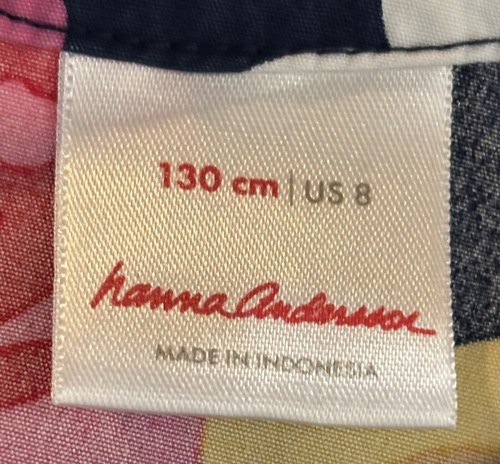 130 cm | US 8
hanna Andersson
MADE IN INDONESIA